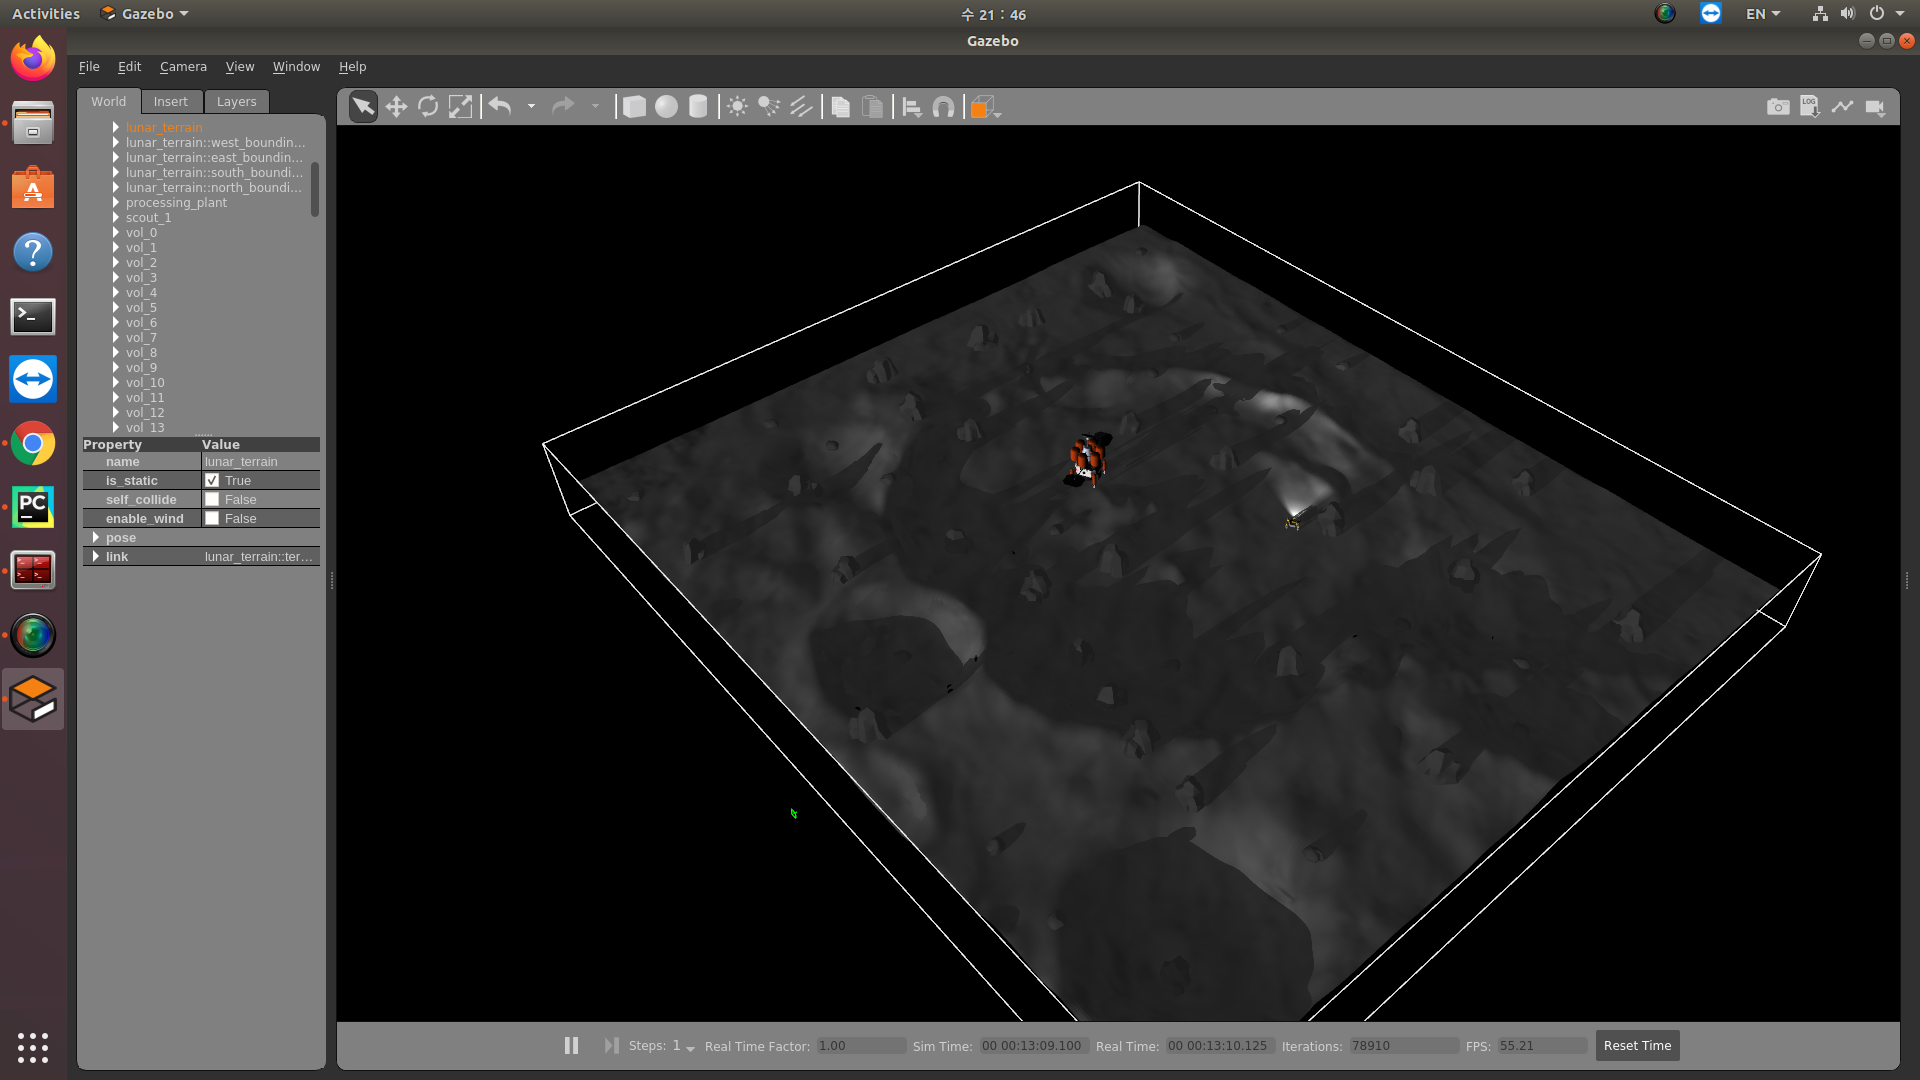 Activities Gazebo 수 21 : 46 EN
Gazebo
File Edit Camera View Window Help
World Insert Layers
LOG
lunar_terrain
lunar_terrain::west_boundin...
lunar_terrain::east_boundin...
lunar_terrain::south_boundi...
lunar_terrain::north_boundi...
processing_plant
scout_1
vol_0
vol_1
vol_2
vol_3
vol_4
vol_5
vol_6
vol_7
vol_8
vol_9
vol_10
vol_11
vol_12
vol_13
Property Value
name lunar_terrain
is_static True
self_collide False
enable_wind False
pose
link lunar_terrain::ter...
PC
Steps: 1 Real Time Factor: 1.00 Sim Time: 00 00:13:09.100 Real Time: 00 00:13:10.125 Iterations: 78910 FPS: 55.21 Reset Time